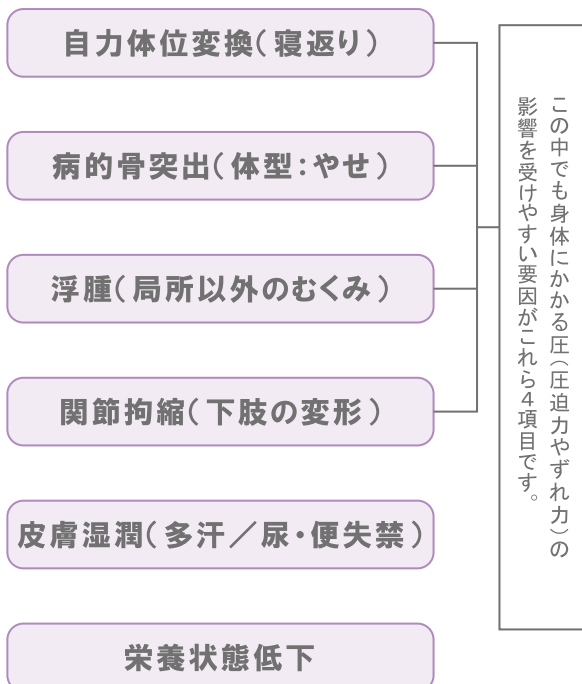 自力体位変換(寝返り)
病的骨突出(体型:やせ)
浮腫(局所以外のむくみ)
関節拘縮(下肢の変形)
皮膚湿潤(多汗／尿・便失禁)
栄養状態低下
この中でも身体にかかる圧(圧迫力やずれ力)の
影響を受けやすい要因がこれら4項目です。